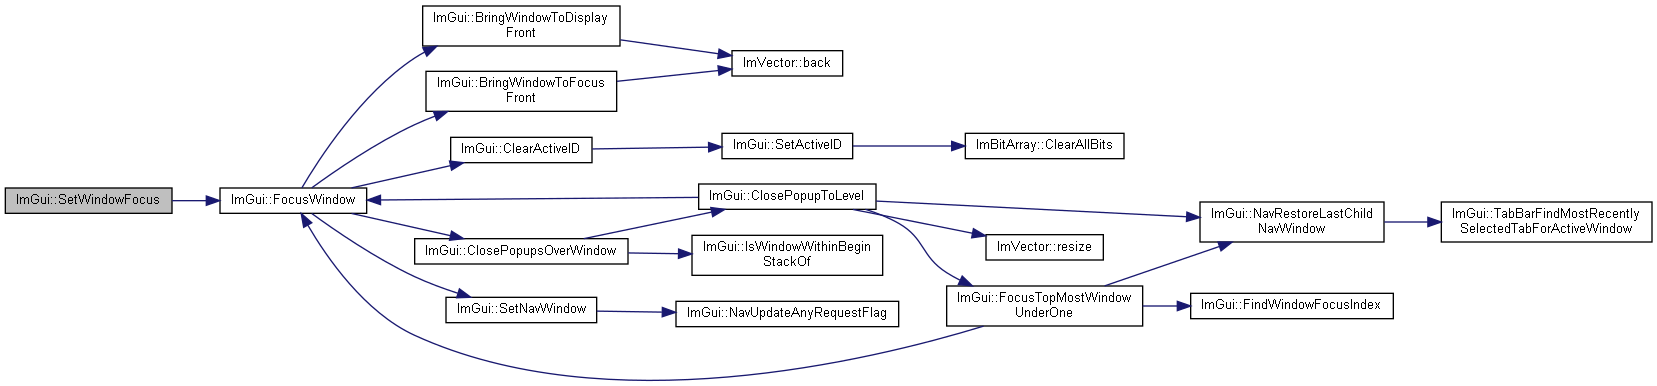 ImGui::BringWindowToDisplay
Front
ImVector::back
ImGui::BringWindowToFocus
Front
ImGui::ClearActiveID
ImGui::SetActiveID
ImBitArray::ClearAllBits
ImGui::SetWindowFocus
ImGui::FocusWindow
ImGui::ClosePopupToLevel
ImGui::NavRestoreLastChild
NavWindow
ImGui::TabBarFindMostRecently
SelectedTabForActiveWindow
ImGui::ClosePopupsOverWindow
ImGui::IsWindowWithinBegin
StackOf
ImVector::resize
ImGui::SetNavWindow
ImGui::NavUpdateAnyRequestFlag
ImGui::FocusTopMostWindow
UnderOne
ImGui::FindWindowFocusIndex